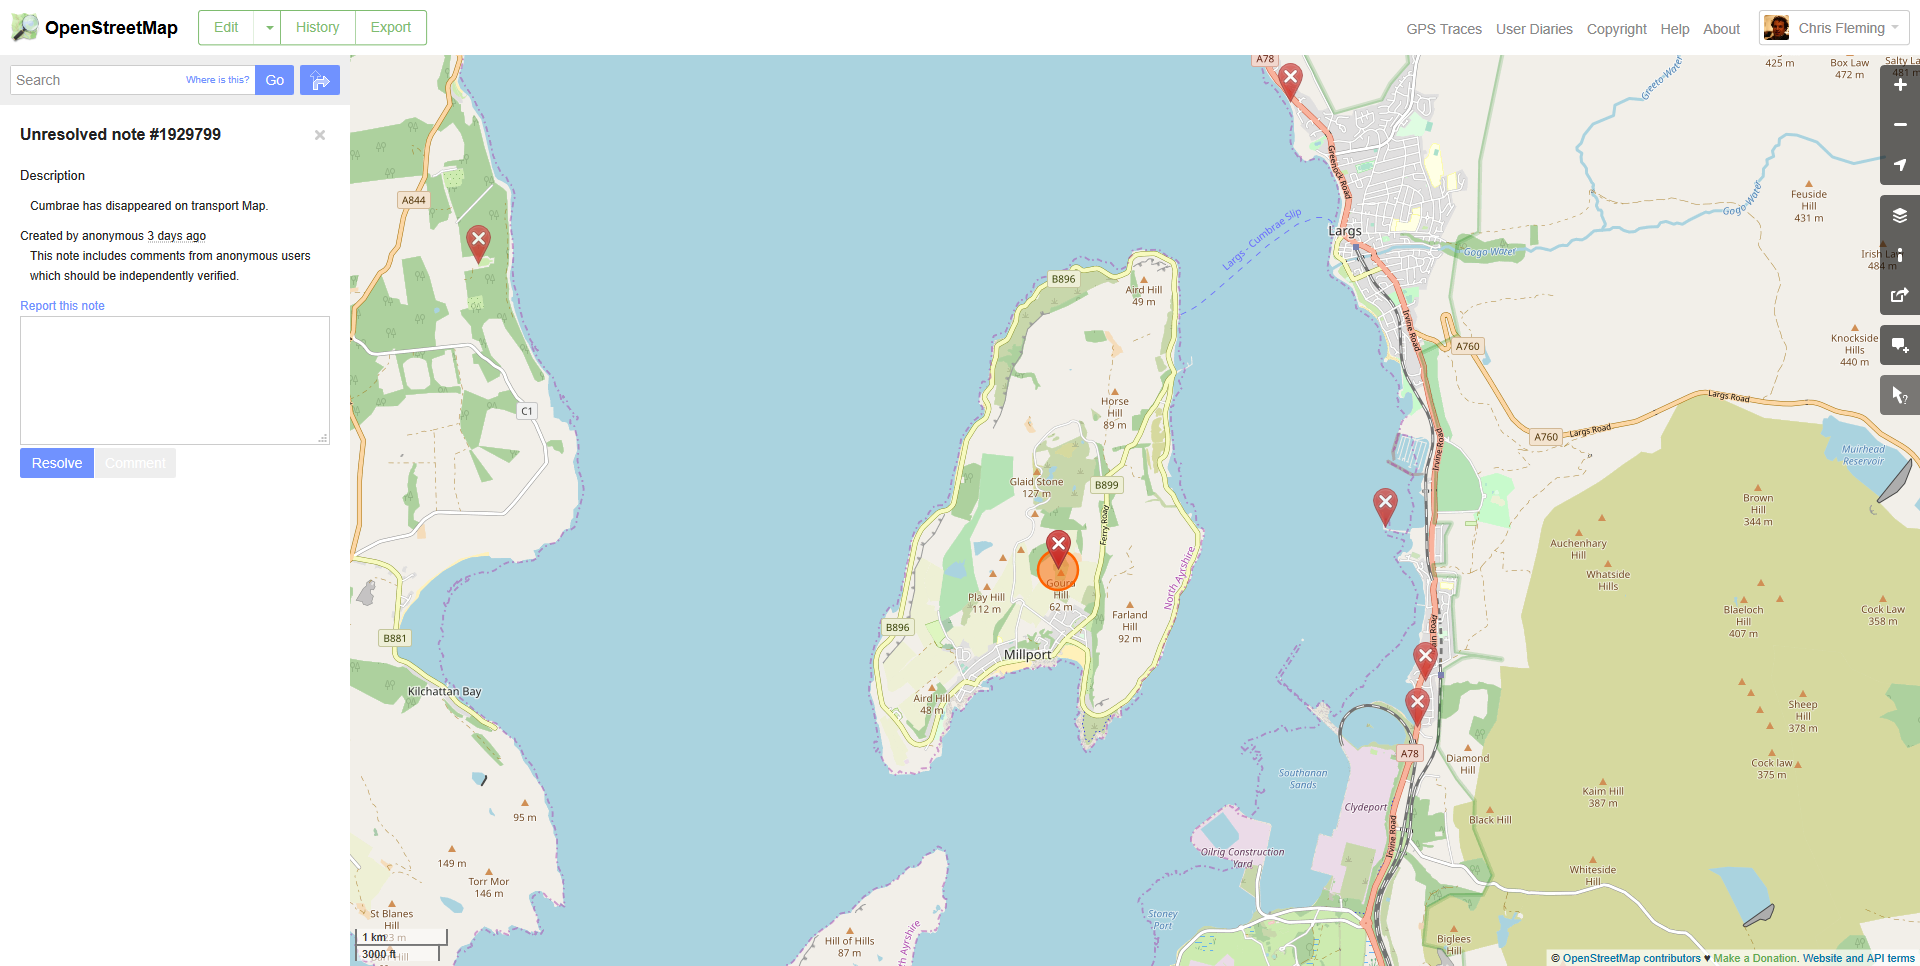 OpenStreetMap
Edit
History
Export
GPS Traces
User Diaries
Copyright
Help
About
Chris Fleming
Search
Where is this?
Go
Unresolved note #1929799
Description
Cumbrae has disappeared on transport Map.
Created by anonymous 3 days ago
This note includes comments from anonymous users
which should be independently verified.
Report this note
Resolve
Comment
A78
425 m
Box Law
472 m
Salty La
481 m
Greeto Water
Greenock Road
A844
Feuside
Hill
431 m
Gogo Water
Largs - Cumbrae Slip
Largs
Gogo Water
Irish La
484 m
B896
Aird Hill
49 m
Irvine Road
A760
Knockside
Hills
440 m
C1
Horse
Hill
89 m
Largs Road
A760
Largs Road
Irvine Road
Muirhead
Reservoir
Glaid Stone
127 m
B899
Ferry Road
Brown
Hill
344 m
Auchenhary
Hill
Whatside
Hills
North Ayrshire
Hill
62 m
Play Hill
112 m
Farland
Hill
92 m
Blaeloch
Hill
407 m
Cock Law
358 m
B881
B896
Millport
Kilchattan Bay
Aird Hill
48 m
Sheep
Hill
378 m
A78
Diamond
Hill
Cock law
375 m
Southanan
Sands
Kaim Hill
387 m
Clydeport
Black Hill
95 m
Irvine Road
Oilrig Construction
Yard
149 m
Torr Mor
146 m
Whiteside
Hill
St Blanes
Hill
Stoney
Port
Hill of Hills
87 m
th Ayrshire
Biglees
Hill
1 km
3000 ft
© OpenStreetMap contributors ♥ Make a Donation. Website and API terms